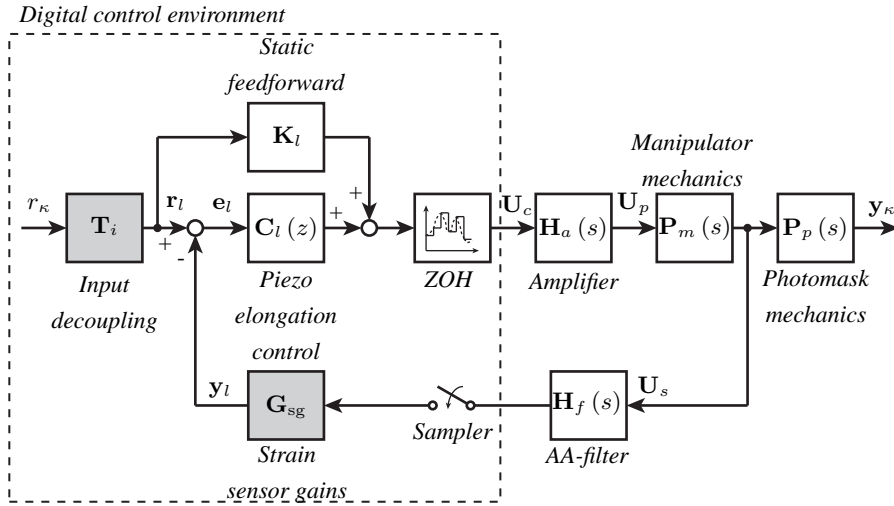 Digital control environment
Static
feedforward
K_l
Manipulator
mechanics
r_κ
T_i
r_l
e_l
+
-
C_l (z)
+
+
ZOH
U_c
H_a (s)
U_p
P_m (s)
P_p (s)
y_κ
Input
decoupling
Piezo
elongation
control
Amplifier
Photomask
mechanics
y_l
G_sg
Sampler
H_f (s)
U_s
Strain
sensor gains
AA-filter